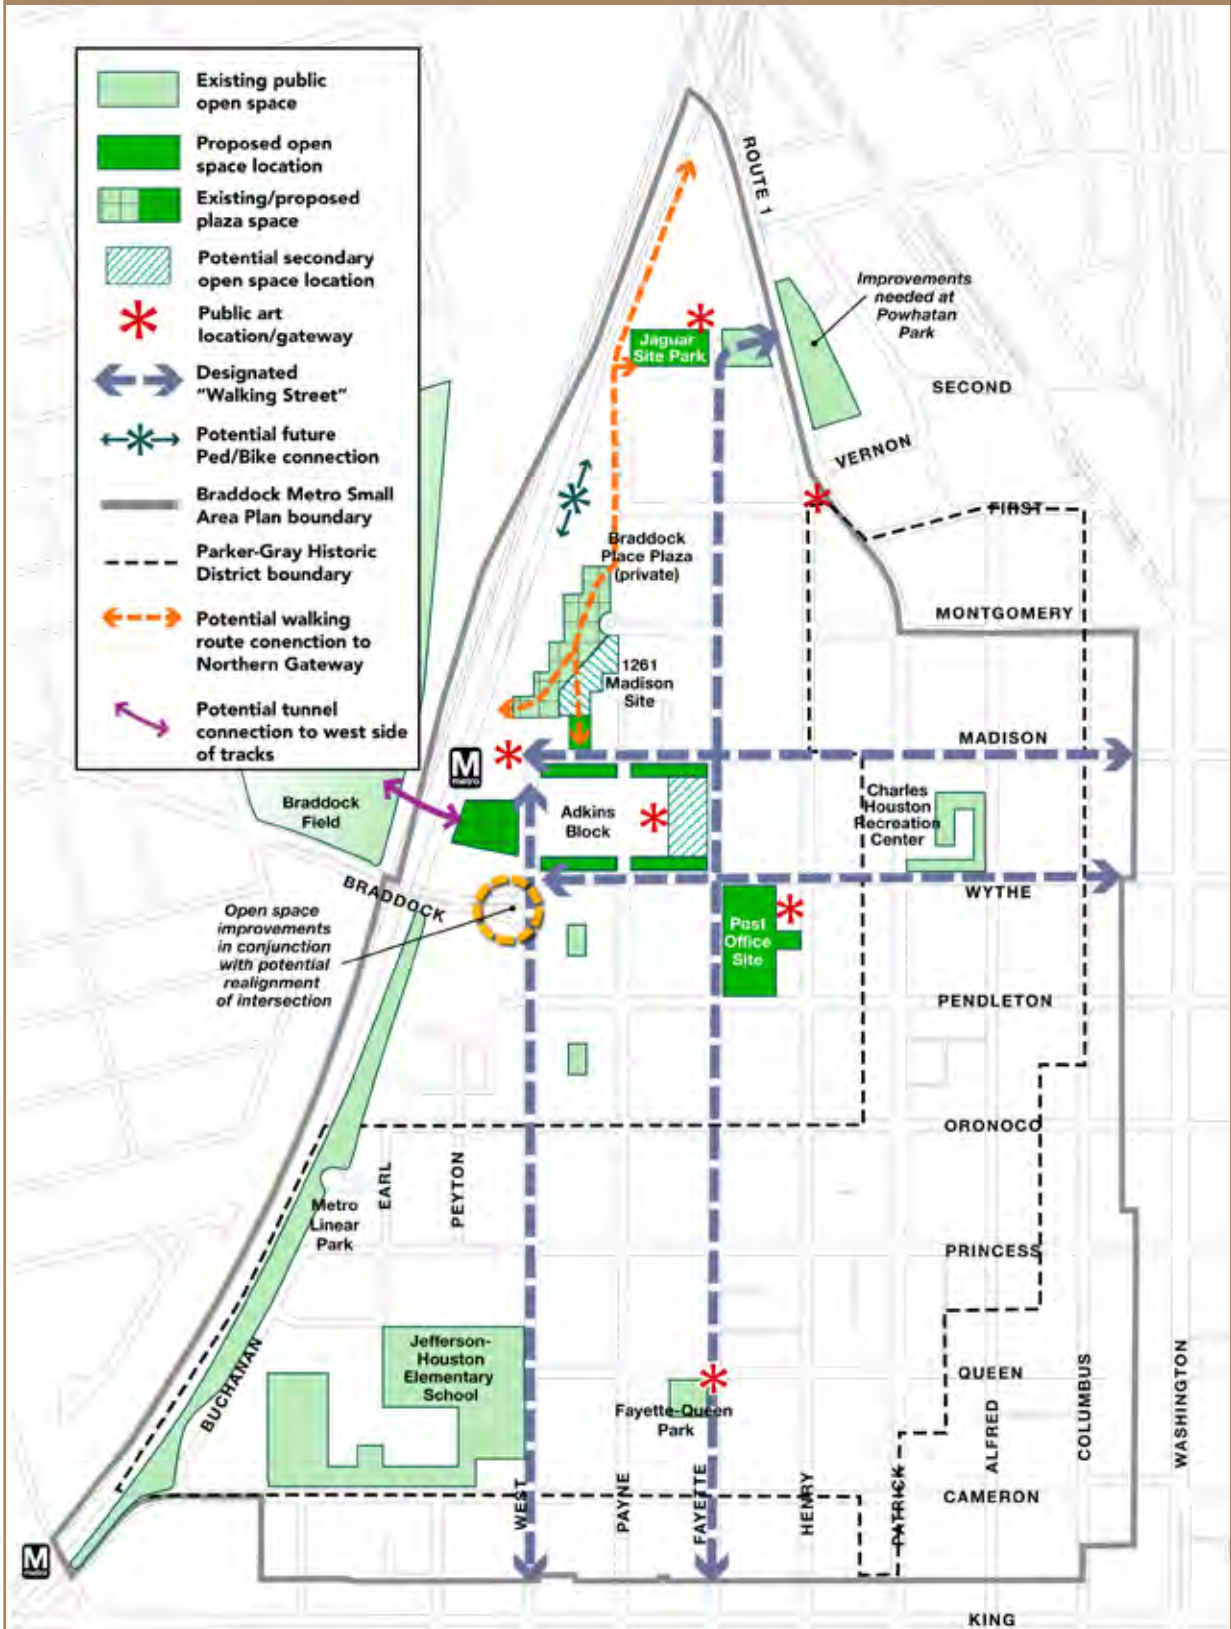 Existing public
open space
Proposed open
space location
Existing/proposed
plaza space
Potential secondary
open space location
Public art
location/gateway
Designated
“Walking Street”
Potential future
Ped/Bike connection
Braddock Metro Small
Area Plan boundary
Parker-Gray Historic
District boundary
Potential walking
route conenction to
Northern Gateway
Potential tunnel
connection to west side
of tracks
ROUTE 1
Improvements
needed at
Powhatan
Park
Jaguar
Site Park
SECOND
VERNON
FIRST
Braddock
Place Plaza
(private)
MONTGOMERY
1261
Madison
Site
MADISON
M
metro
Braddock
Field
Adkins
Block
Charles
Houston
Recreation
Center
BRADDOCK
WYTHE
Open space
improvements
in conjunction
with potential
realignment
of intersection
Post
Office
Site
PENDLETON
ORONOCO
EARL
PEYTON
Metro
Linear
Park
PRINCESS
BUCHANAN
Jefferson-
Houston
Elementary
School
QUEEN
Fayette-Queen
Park
WEST
PAYNE
FAYETTE
HENRY
PATRICK
ALFRED
COLUMBUS
WASHINGTON
CAMERON
M
metro
KING